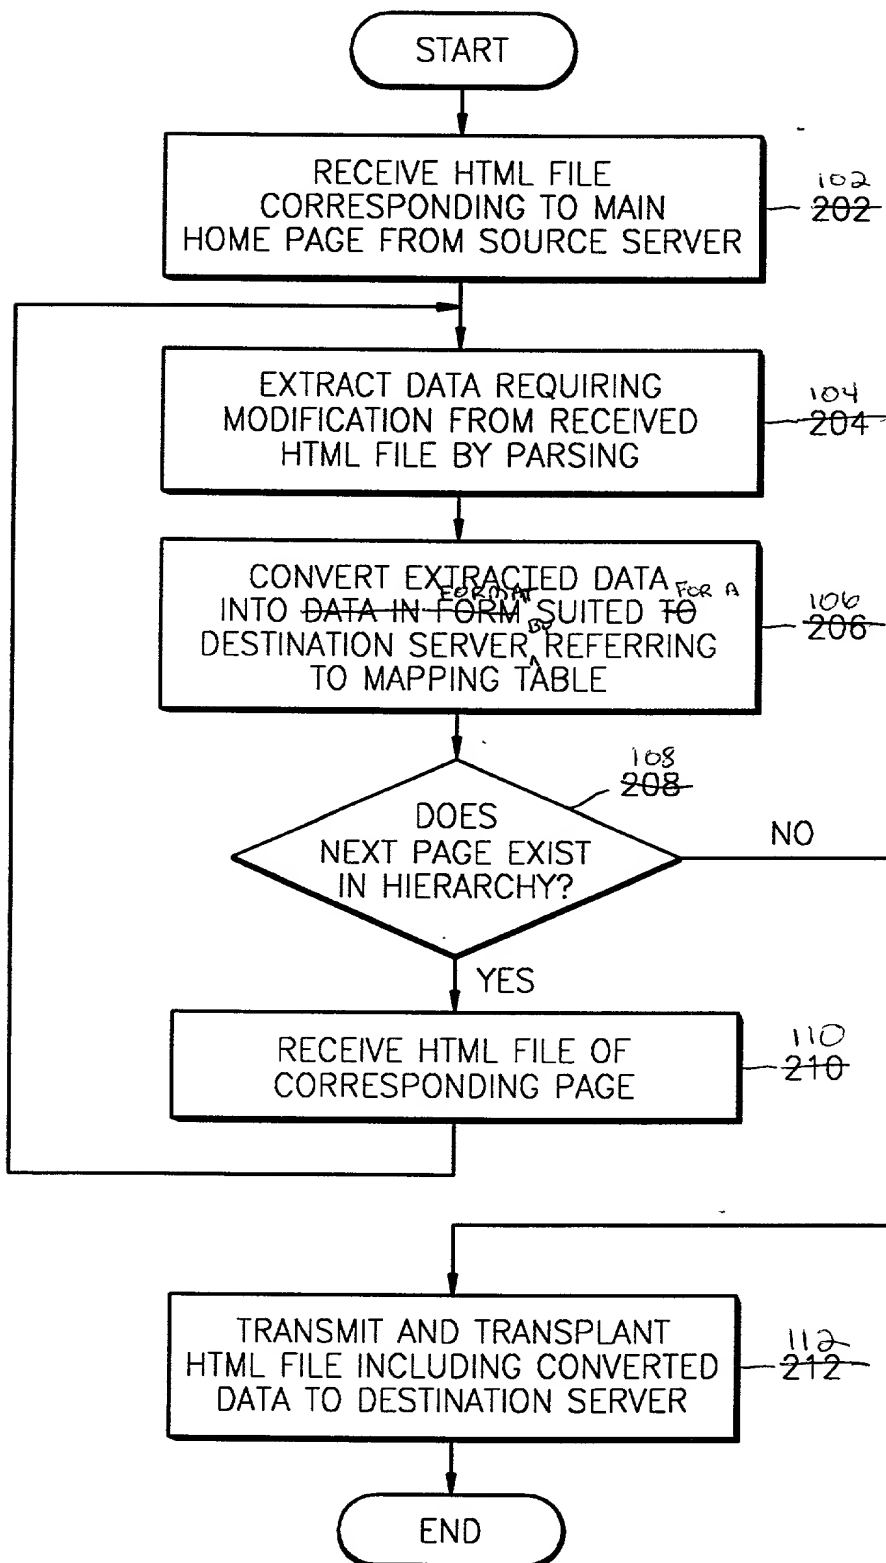 START
RECEIVE HTML FILE
CORRESPONDING TO MAIN
HOME PAGE FROM SOURCE SERVER
102
202
EXTRACT DATA REQUIRING
MODIFICATION FROM RECEIVED
HTML FILE BY PARSING
104
204
CONVERT EXTRACTED DATA
FORMAT FOR A
INTO DATA IN FORM SUITED TO
BY
DESTINATION SERVER REFERRING
TO MAPPING TABLE
106
206
108
208
DOES
NEXT PAGE EXIST
IN HIERARCHY?
NO
YES
RECEIVE HTML FILE OF
CORRESPONDING PAGE
110
210
TRANSMIT AND TRANSPLANT
HTML FILE INCLUDING CONVERTED
DATA TO DESTINATION SERVER
112
212
END